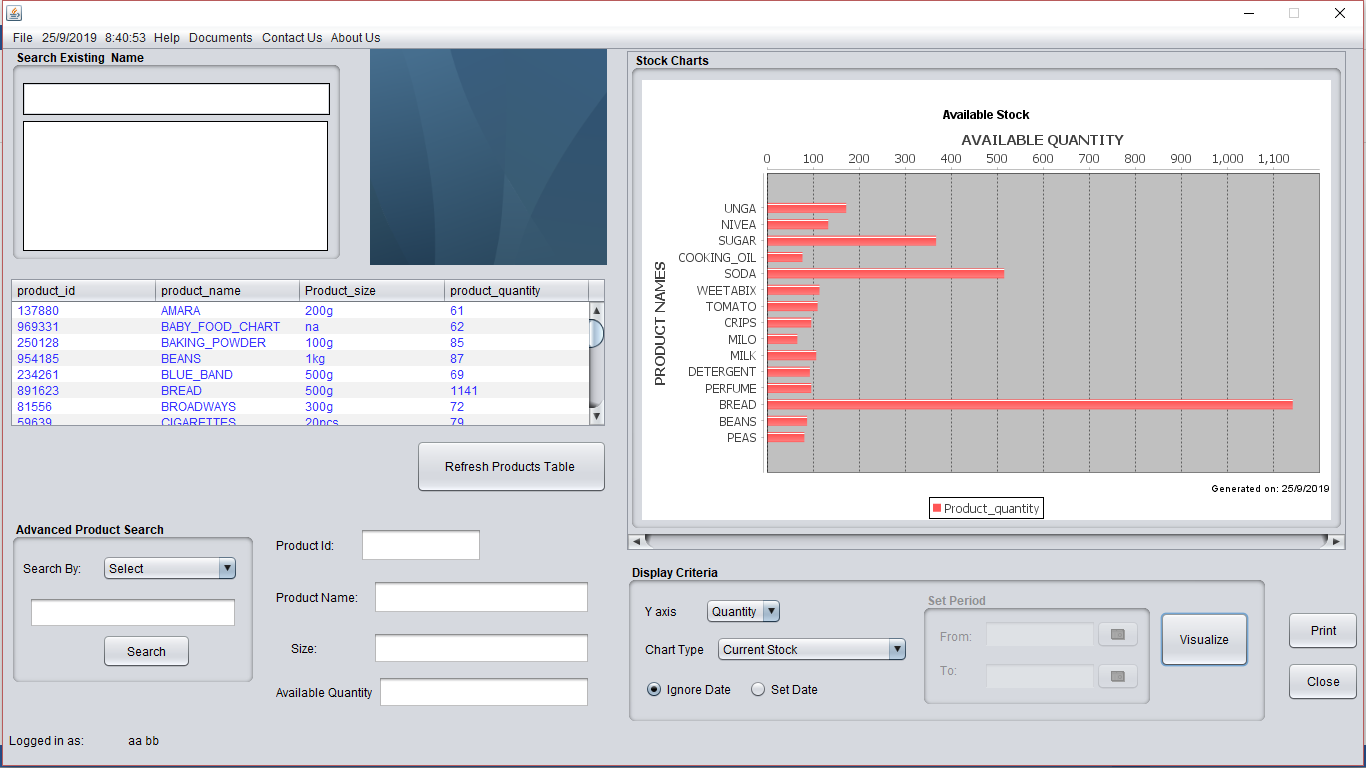 File 25/9/2019 8:40:53 Help Documents Contact Us About Us
Search Existing Name
product_id product_name Product_size product_quantity
137880 AMARA 200g 61
969331 BABY_FOOD_CHART na 62
250128 BAKING_POWDER 100g 85
954185 BEANS 1kg 87
234261 BLUE_BAND 500g 69
891623 BREAD 500g 1141
81556 BROADWAYS 300g 72
59639 CIGARETTES 20pcs 79
Refresh Products Table
Advanced Product Search
Search By: Select
Search
Product Id:
Product Name:
Size:
Available Quantity
Logged in as: aa bb
Stock Charts
Available Stock
AVAILABLE QUANTITY
0 100 200 300 400 500 600 700 800 900 1,000 1,100
PRODUCT NAMES
UNGA
NIVEA
SUGAR
COOKING_OIL
SODA
WEETABIX
TOMATO
CRIPS
MILO
MILK
DETERGENT
PERFUME
BREAD
BEANS
PEAS
Generated on: 25/9/2019
Product_quantity
Display Criteria
Y axis Quantity
Chart Type Current Stock
Ignore Date Set Date
Set Period
From:
To:
Visualize
Print
Close